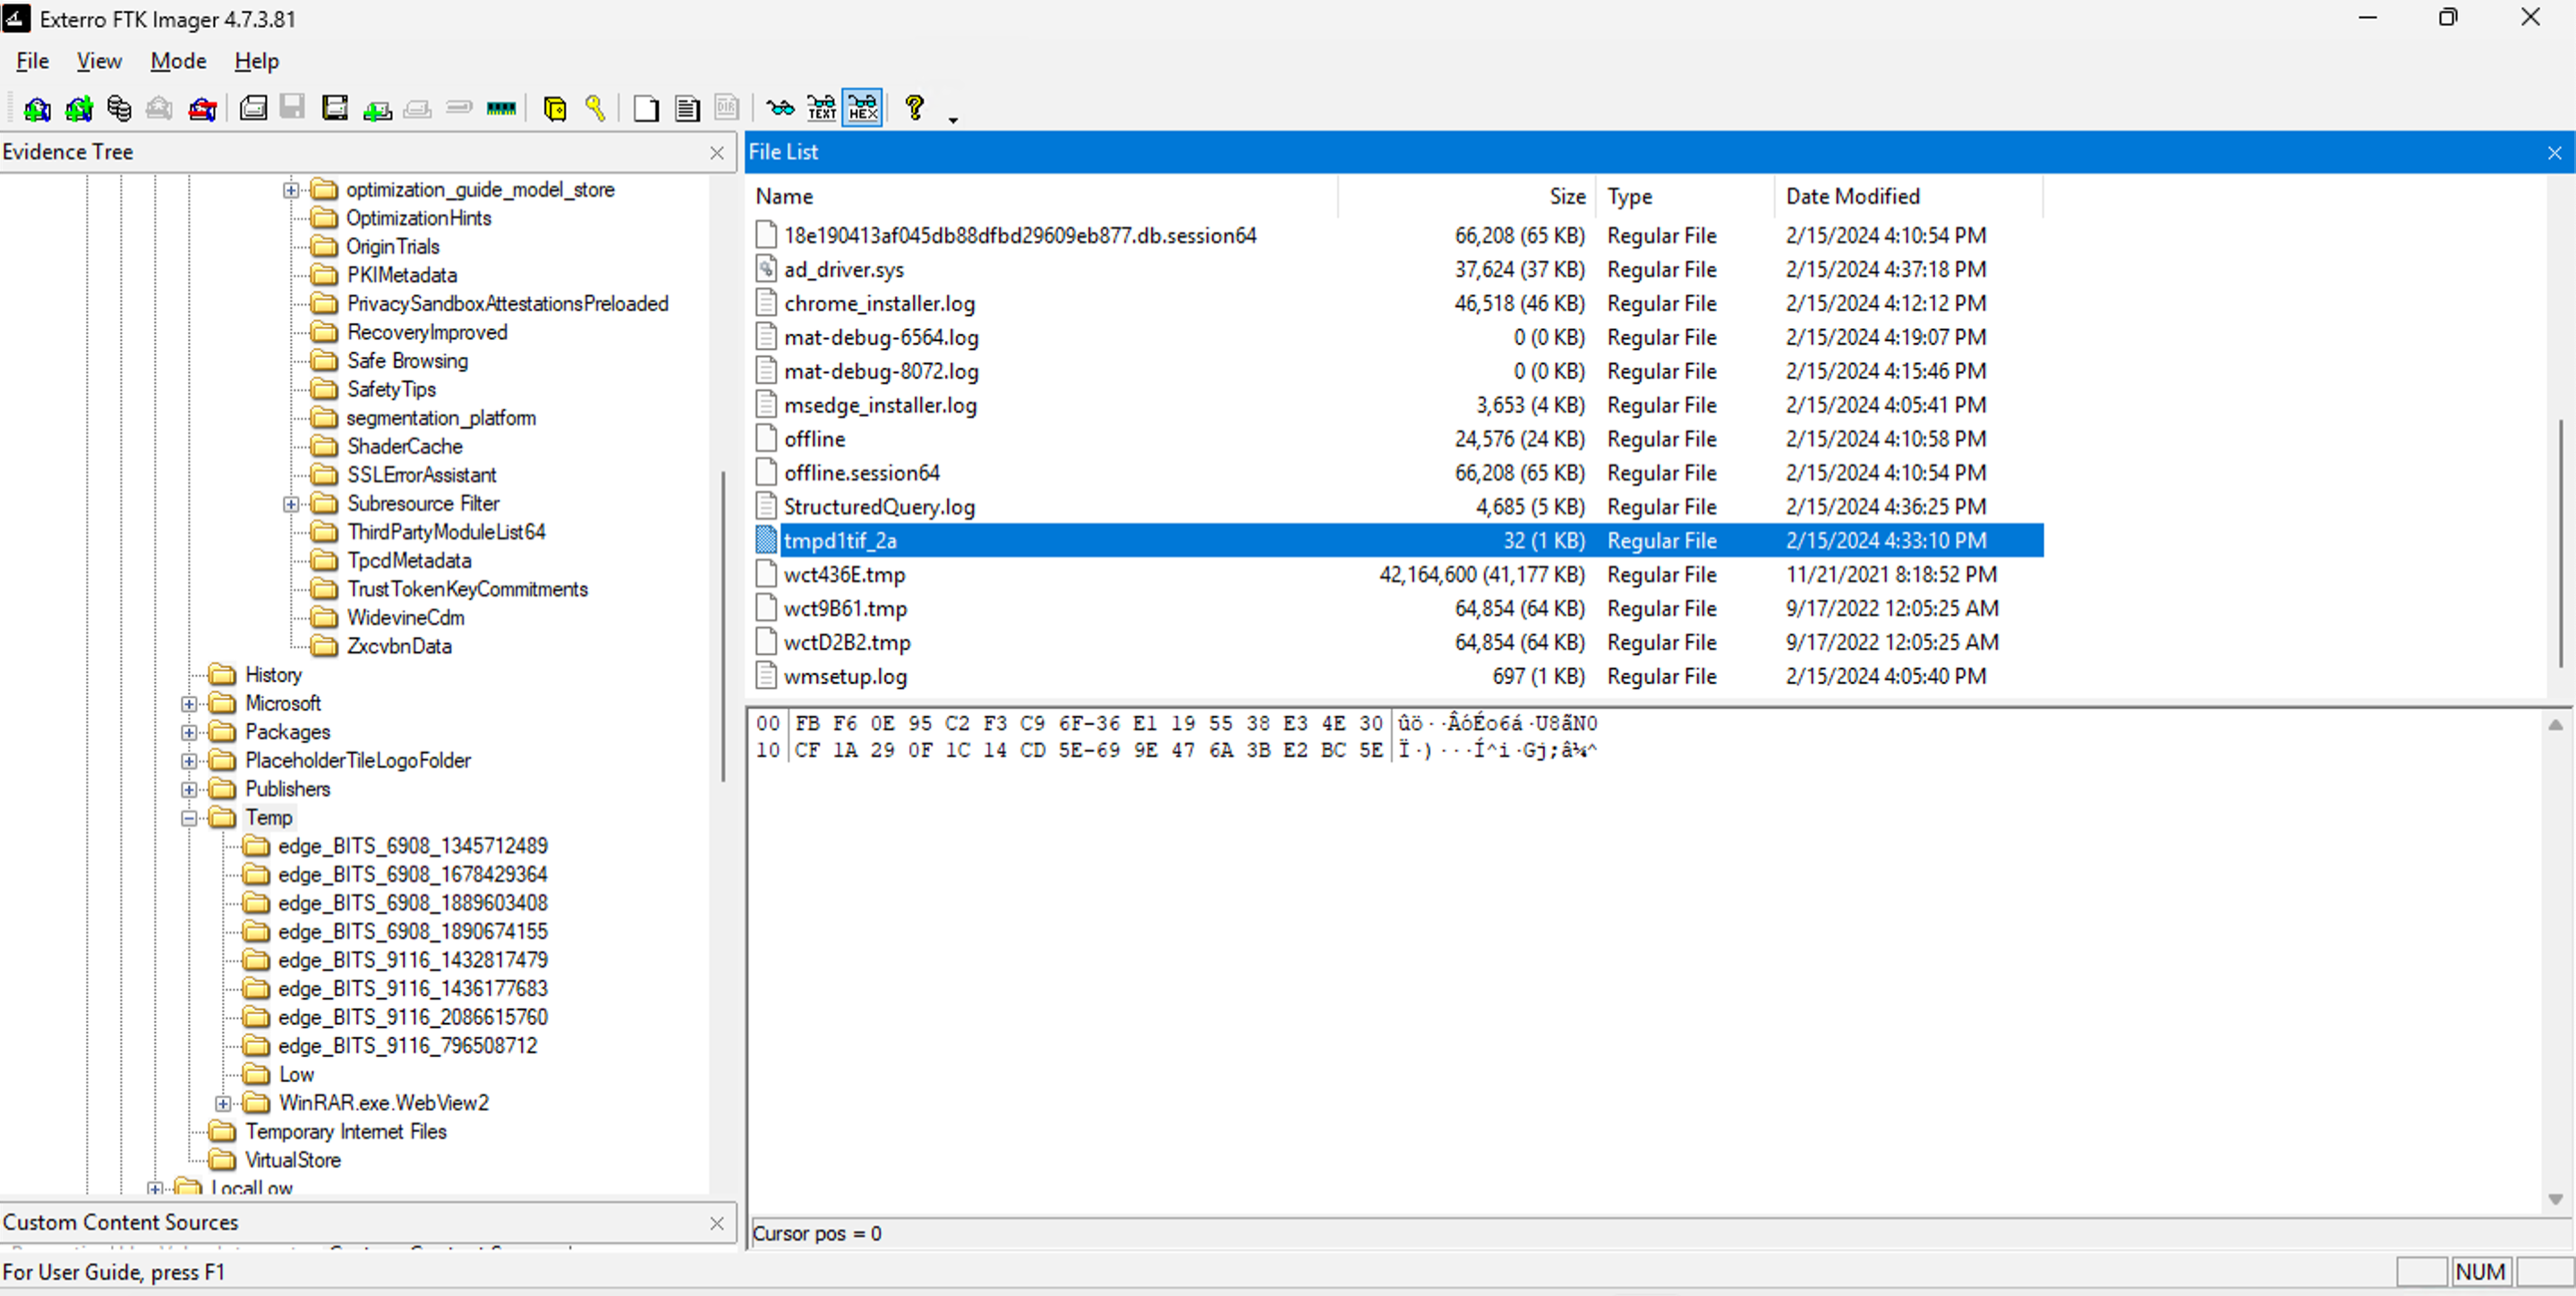 Exterro FTK Imager 4.7.3.81
File View Mode Help
TEXT HEX DIR
Evidence Tree
optimization_guide_model_store
OptimizationHints
OriginTrials
PKIMetadata
PrivacySandboxAttestationsPreloaded
RecoveryImproved
Safe Browsing
SafetyTips
segmentation_platform
ShaderCache
SSLErrorAssistant
Subresource Filter
ThirdPartyModuleList64
TpcdMetadata
TrustTokenKeyCommitments
WidevineCdm
ZxcvbnData
History
Microsoft
Packages
PlaceholderTileLogoFolder
Publishers
Temp
edge_BITS_6908_1345712489
edge_BITS_6908_1678429364
edge_BITS_6908_1889603408
edge_BITS_6908_1890674155
edge_BITS_9116_1432817479
edge_BITS_9116_1436177683
edge_BITS_9116_2086615760
edge_BITS_9116_796508712
Low
WinRAR.exe.WebView2
Temporary Internet Files
VirtualStore
LocalLow
Custom Content Sources
File List
Name Size Type Date Modified
18e190413af045db88dfbd29609eb877.db.session64 66,208 (65 KB) Regular File 2/15/2024 4:10:54 PM
ad_driver.sys 37,624 (37 KB) Regular File 2/15/2024 4:37:18 PM
chrome_installer.log 46,518 (46 KB) Regular File 2/15/2024 4:12:12 PM
mat-debug-6564.log 0 (0 KB) Regular File 2/15/2024 4:19:07 PM
mat-debug-8072.log 0 (0 KB) Regular File 2/15/2024 4:15:46 PM
msedge_installer.log 3,653 (4 KB) Regular File 2/15/2024 4:05:41 PM
offline 24,576 (24 KB) Regular File 2/15/2024 4:10:58 PM
offline.session64 66,208 (65 KB) Regular File 2/15/2024 4:10:54 PM
StructuredQuery.log 4,685 (5 KB) Regular File 2/15/2024 4:36:25 PM
tmpd1tif_2a 32 (1 KB) Regular File 2/15/2024 4:33:10 PM
wct436E.tmp 42,164,600 (41,177 KB) Regular File 11/21/2021 8:18:52 PM
wct9B61.tmp 64,854 (64 KB) Regular File 9/17/2022 12:05:25 AM
wctD2B2.tmp 64,854 (64 KB) Regular File 9/17/2022 12:05:25 AM
wmsetup.log 697 (1 KB) Regular File 2/15/2024 4:05:40 PM
00 FB F6 0E 95 C2 F3 C9 6F-36 E1 19 55 38 E3 4E 30 ûö··ÂóÉo6á·U8ãN0
10 CF 1A 29 0F 1C 14 CD 5E-69 9E 47 6A 3B E2 BC 5E Ï·)···Í^i·Gj;â¼^
Cursor pos = 0
For User Guide, press F1
NUM